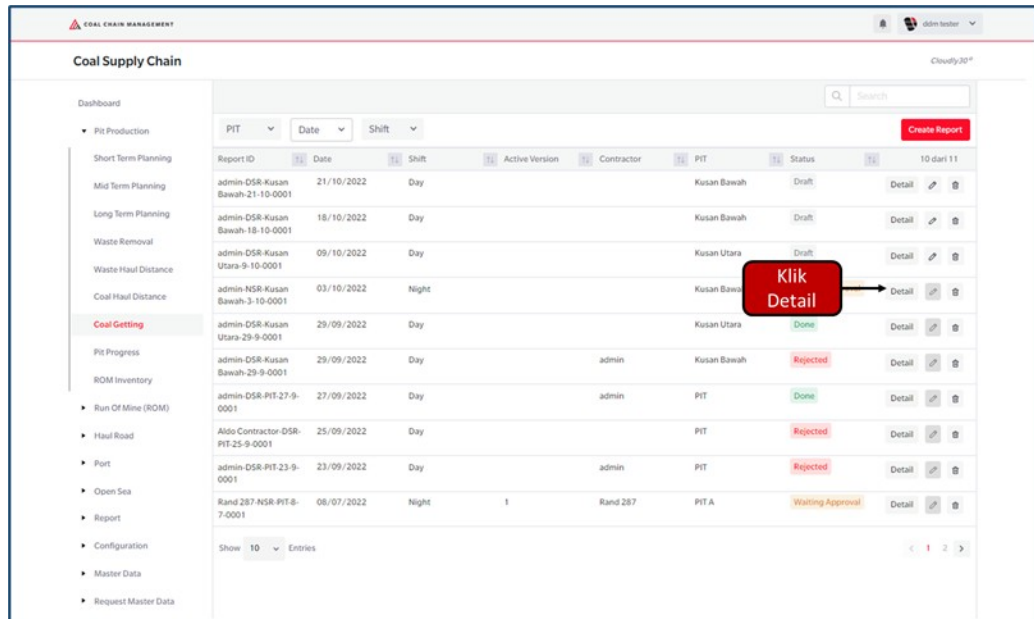 COAL CHAIN MANAGEMENT
ddm tester
Coal Supply Chain
Cloudly30°
Search
Dashboard
Pit Production
Short Term Planning
Mid Term Planning
Long Term Planning
Waste Removal
Waste Haul Distance
Coal Haul Distance
Coal Getting
Pit Progress
ROM Inventory
Run Of Mine (ROM)
Haul Road
Port
Open Sea
Report
Configuration
Master Data
Request Master Data
PIT Date Shift Create Report
Report ID Date Shift Active Version Contractor PIT Status 10 dari 11
admin-DSR-Kusan 21/10/2022 Day Kusan Bawah Draft Detail
Bawah-21-10-0001
admin-DSR-Kusan 18/10/2022 Day Kusan Bawah Draft Detail
Bawah-18-10-0001
admin-DSR-Kusan 09/10/2022 Day Kusan Utara Draft Detail
Utara-9-10-0001
Klik
Detail
admin-NSR-Kusan 03/10/2022 Night Detail
Bawah-3-10-0001
admin-DSR-Kusan 29/09/2022 Day Kusan Utara Done Detail
Utara-29-9-0001
admin-DSR-Kusan 29/09/2022 Day admin Kusan Bawah Rejected Detail
Bawah-29-9-0001
admin-DSR-PIT-27-9- 27/09/2022 Day admin PIT Done Detail
0001
Aldo Contractor-DSR- 25/09/2022 Day PIT Rejected Detail
PIT-25-9-0001
admin-DSR-PIT-23-9- 23/09/2022 Day admin PIT Rejected Detail
0001
Rand 287-NSR-PIT-8- 08/07/2022 Night 1 Rand 287 PIT A Waiting Approval Detail
7-0001
Show 10 Entries
1 2